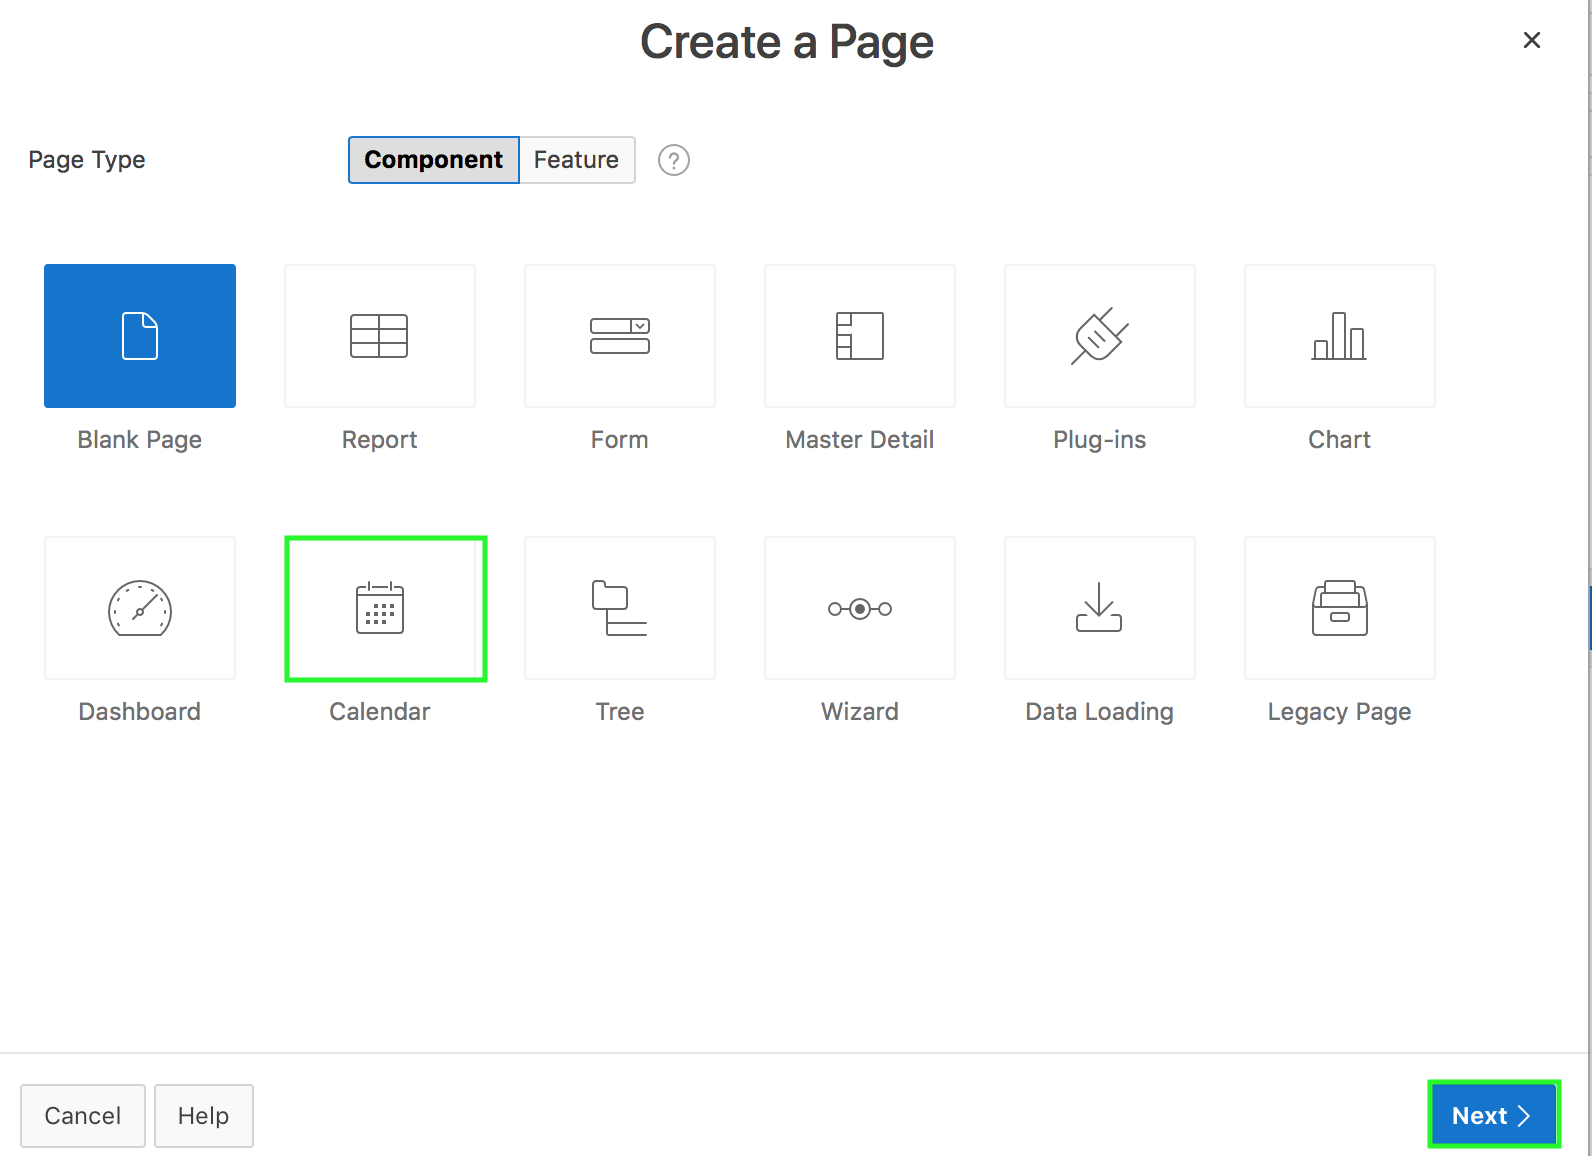 Create a Page
Page Type
Component Feature ?
Blank Page Report Form Master Detail Plug-ins Chart
Dashboard Calendar Tree Wizard Data Loading Legacy Page
Cancel Help Next